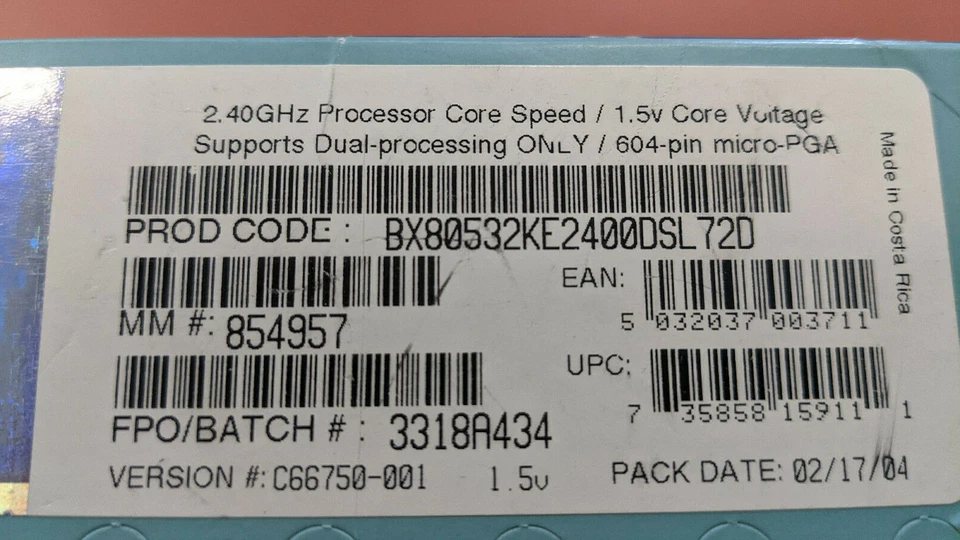 2.40GHz Processor Core Speed / 1.5v Core Voltage
Supports Dual-processing ONLY / 604-pin micro-PGA
Made in Costa Rica
PROD CODE : BX80532KE2400DSL72D
EAN:
5 032037 003711
MM #: 854957
UPC:
7 35858 15911 1
FPO/BATCH # : 3318A434
VERSION #: C66750-001 1.5v
PACK DATE: 02/17/04